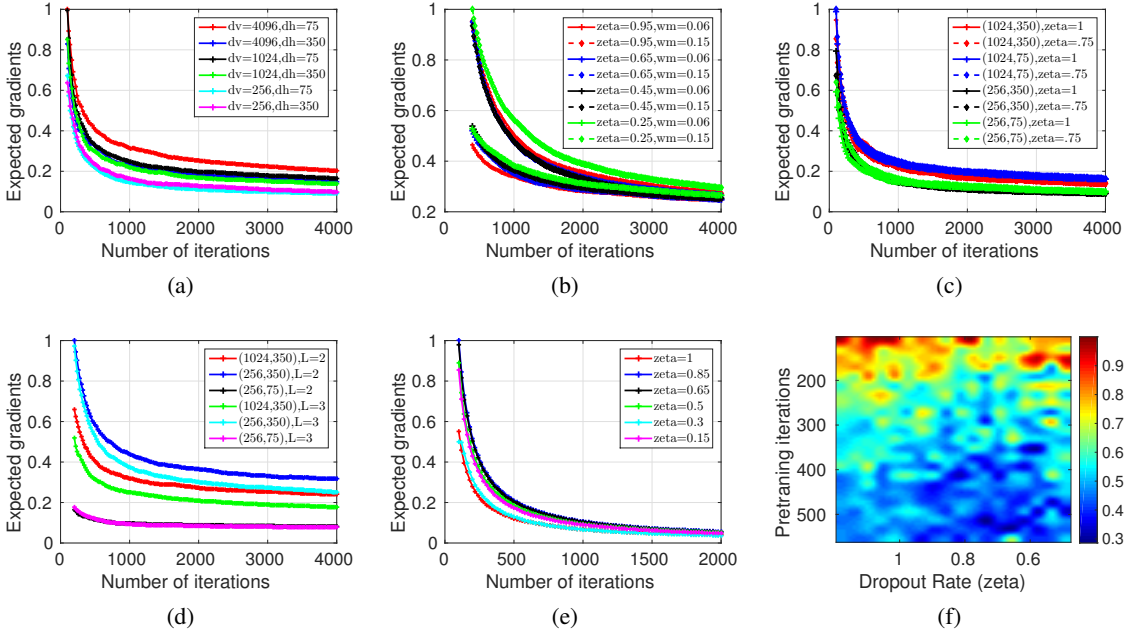 Expected gradients
1
0.8
0.6
0.4
0.2
0
0 1000 2000 3000 4000
Number of iterctions
dv=4096,dh=75
dv=4096,dh=350
dv=1024,dh=75
dv=1024,dh=350
dv=256,dh=75
dv=256,dh=350
(a)
Expected gradients
1
0.8
0.6
0.4
0.2
0 1000 2000 3000 4000
Number of iterations
zeta=0.95,wm=0.06
zeta=0.95,wm=0.15
zeta=0.65,wm=0.06
zeta=0.65,wm=0.15
zeta=0.45,wm=0.06
zeta=0.45,wm=0.15
zeta=0.25,wm=0.06
zeta=0.25,wm=0.15
(b)
Expected gradients
1
0.8
0.6
0.4
0.2
0
0 1000 2000 3000 4000
Number of iterations
(1024,350),zeta=1
(1024,350),zeta=.75
(1024,75),zeta=1
(1024,75),zeta=.75
(256,350),zeta=1
(256,350),zeta=.75
(256,75),zeta=1
(256,75),zeta=.75
(c)
Expected gradients
1
0.8
0.6
0.4
0.2
0
0 1000 2000 3000 4000
Number of iterations
(1024,350),L=2
(256,350),L=2
(256,75),L=2
(1024,350),L=3
(256,350),L=3
(256,75),L=3
(d)
Expected gradients
1
0.8
0.6
0.4
0.2
0
0 500 1000 1500 2000
Number of iterations
zeta=1
zeta=0.85
zeta=0.65
zeta=0.5
zeta=0.3
zeta=0.15
(e)
Pretraining iterations
200
300
400
500
1 0.8 0.6
Dropout Rate (zeta)
0.9
0.8
0.7
0.6
0.5
0.4
0.3
(f)